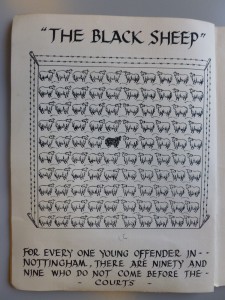 "THE BLACK SHEEP"
FOR EVERY ONE YOUNG OFFENDER IN - -
NOTTINGHAM, THERE ARE NINETY AND
NINE WHO DO NOT COME BEFORE THE -
- COURTS -